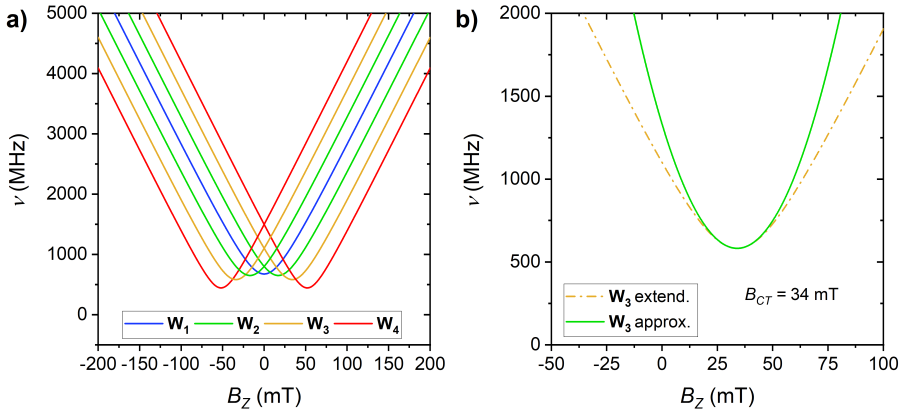 a)
ν (MHz)
5000
4000
3000
2000
1000
0
W1 W2 W3 W4
-200 -150 -100 -50 0 50 100 150 200
BZ (mT)
b)
ν (MHz)
2000
1500
1000
500
0
W3 extend.
W3 approx.
BCT = 34 mT
-50 -25 0 25 50 75 100
BZ (mT)